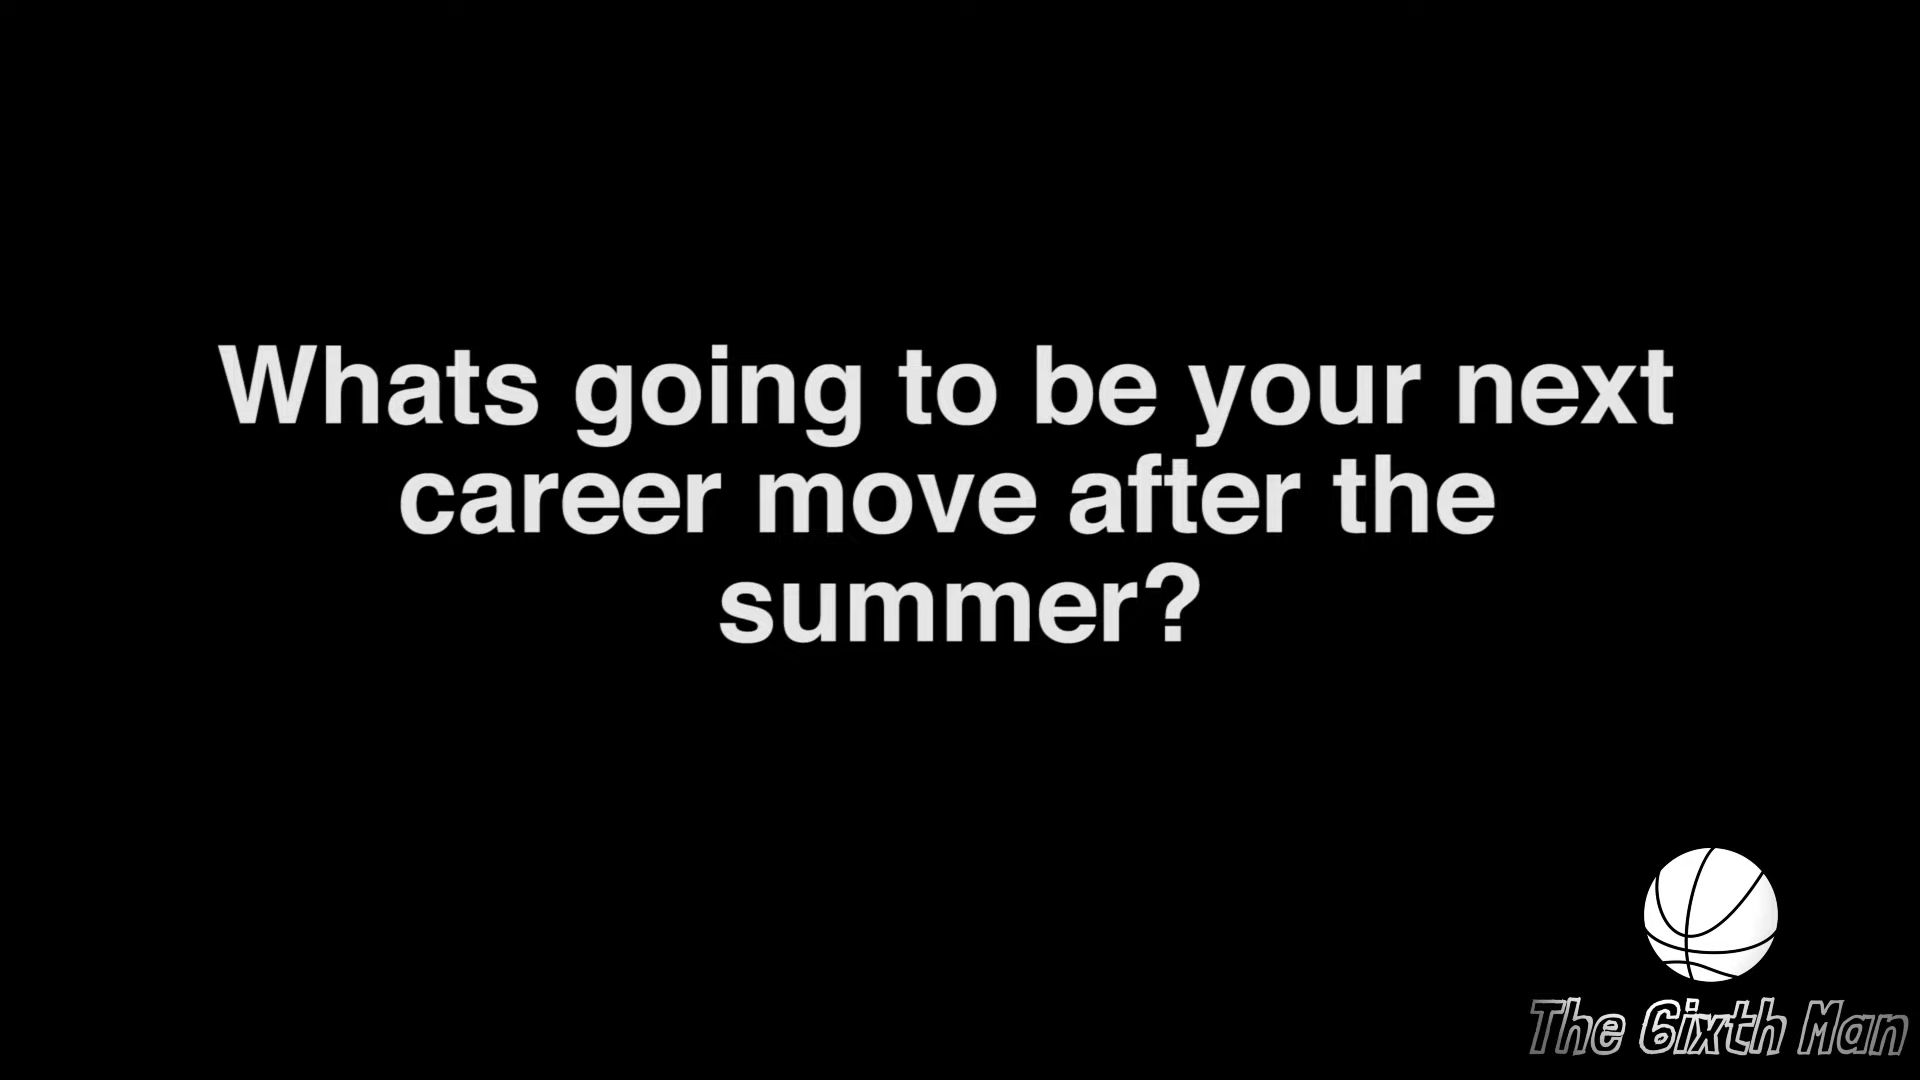 Whats going to be your next
career move after the
summer?
The 6ixth Man